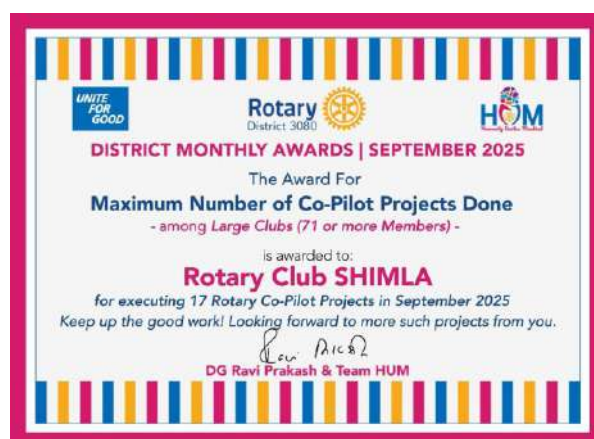 UNITE
FOR
GOOD
Rotary
District 3080
HUM
DISTRICT MONTHLY AWARDS | SEPTEMBER 2025
The Award For
Maximum Number of Co-Pilot Projects Done
- among Large Clubs (71 or more Members) -
is awarded to:
Rotary Club SHIMLA
for executing 17 Rotary Co-Pilot Projects in September 2025
Keep up the good work! Looking forward to more such projects from you.
DG Ravi Prakash & Team HUM